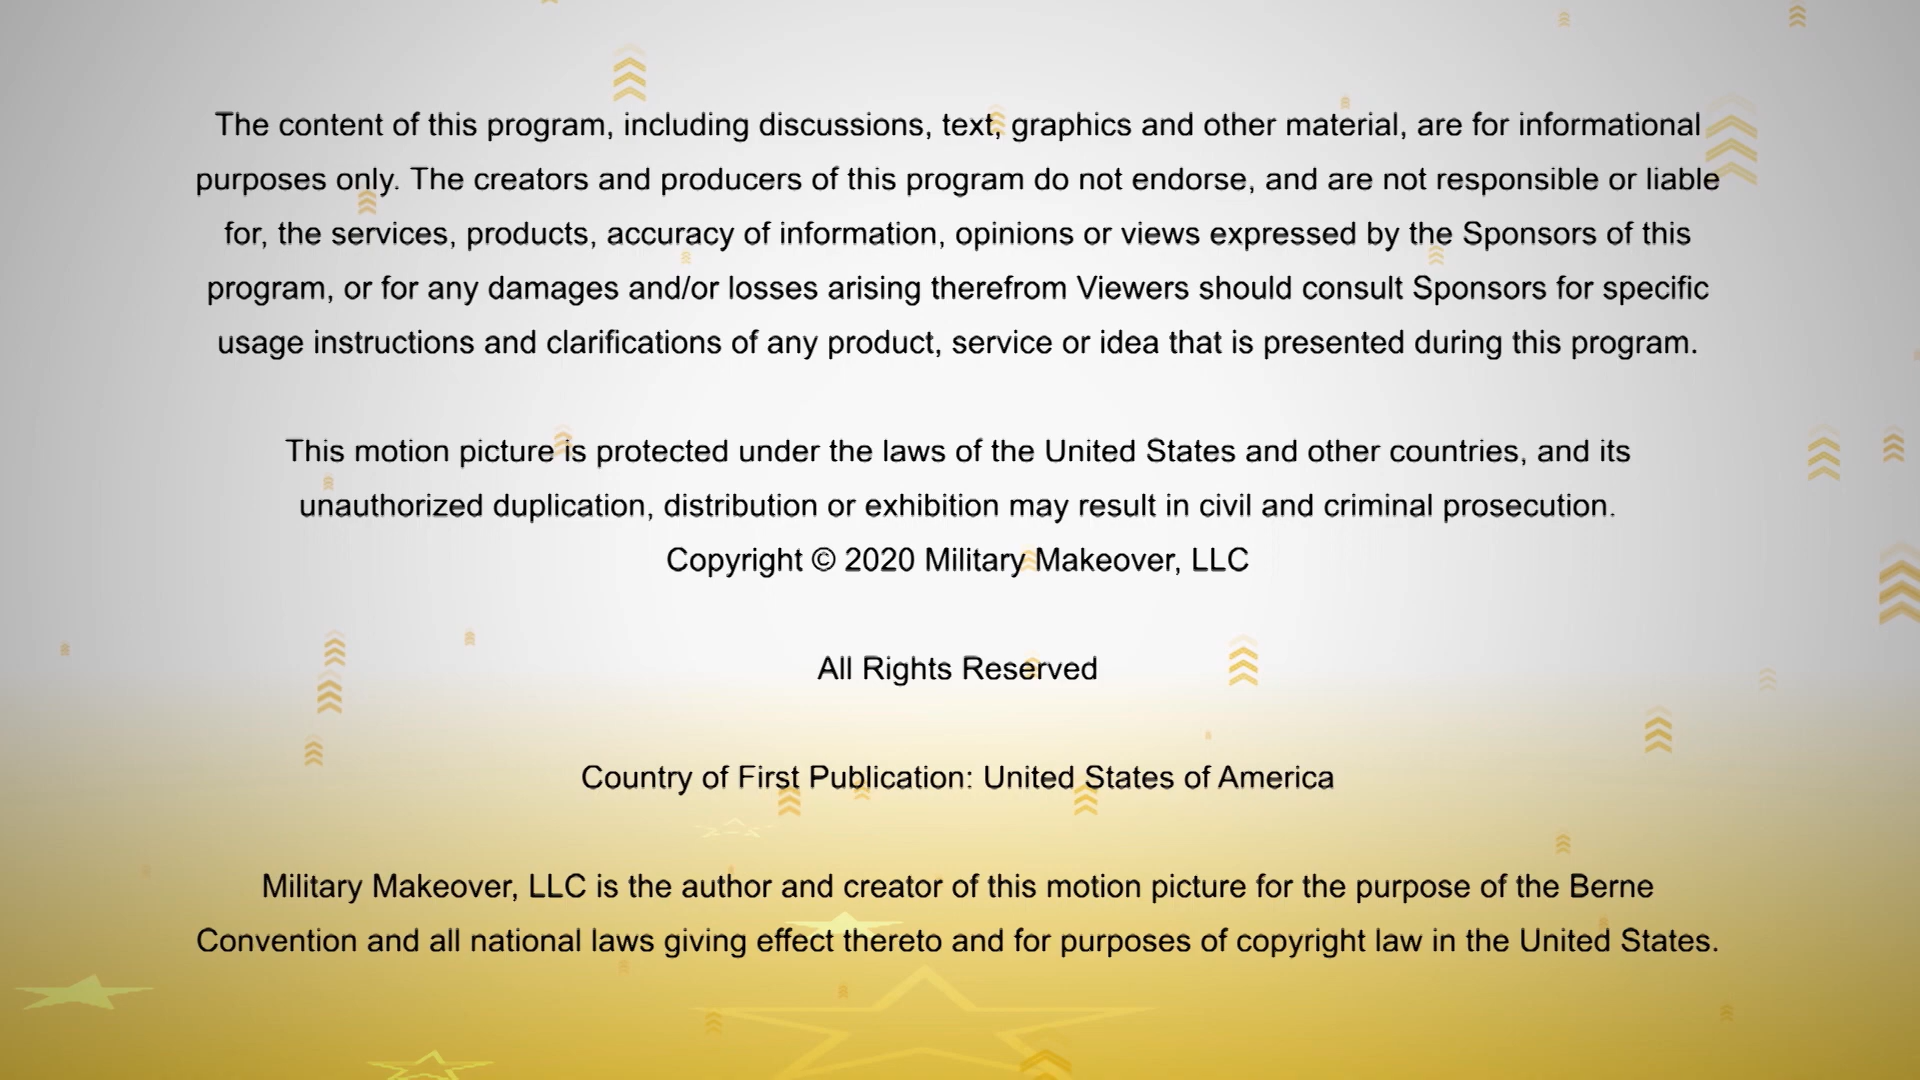 The content of this program, including discussions, text, graphics and other material, are for informational
purposes only. The creators and producers of this program do not endorse, and are not responsible or liable
for, the services, products, accuracy of information, opinions or views expressed by the Sponsors of this
program, or for any damages and/or losses arising therefrom Viewers should consult Sponsors for specific
usage instructions and clarifications of any product, service or idea that is presented during this program.
This motion picture is protected under the laws of the United States and other countries, and its
unauthorized duplication, distribution or exhibition may result in civil and criminal prosecution.
Copyright © 2020 Military Makeover, LLC
All Rights Reserved
Country of First Publication: United States of America
Military Makeover, LLC is the author and creator of this motion picture for the purpose of the Berne
Convention and all national laws giving effect thereto and for purposes of copyright law in the United States.